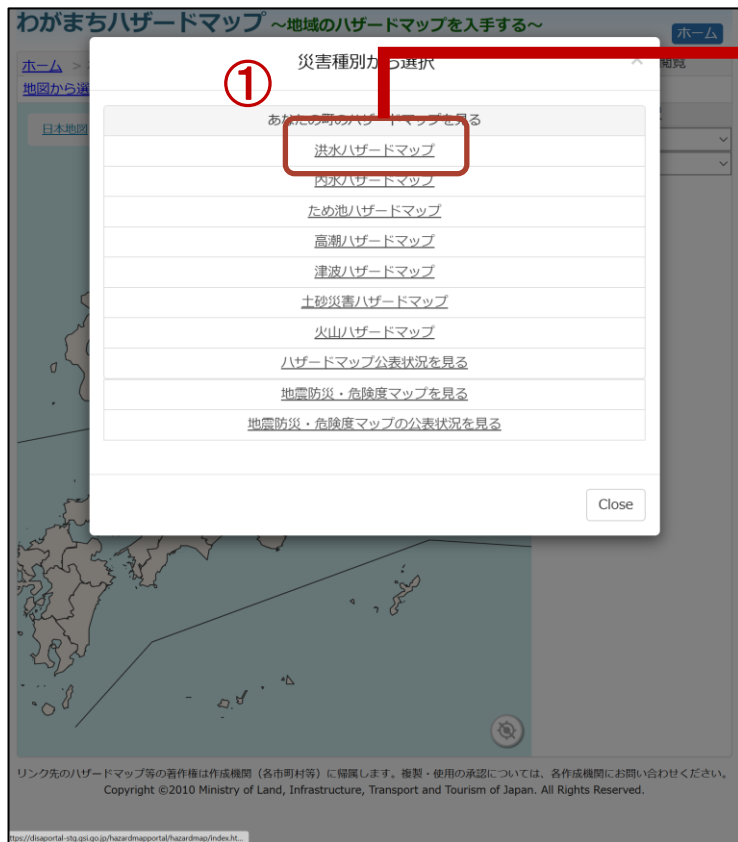 わがまちハザードマップ ～地域のハザードマップを入手する～
ホーム
ホーム >
災害種別から選択
×
閲覧
①
地図から選
あなたの町のハザードマップを見る
日本地図
洪水ハザードマップ
内水ハザードマップ
ため池ハザードマップ
高潮ハザードマップ
津波ハザードマップ
土砂災害ハザードマップ
火山ハザードマップ
ハザードマップ公表状況を見る
地震防災・危険度マップを見る
地震防災・危険度マップの公表状況を見る
Close
リンク先のハザードマップ等の著作権は作成機関（各市町村等）に帰属します。複製・使用の承認については、各作成機関にお問い合わせください。
Copyright ©2010 Ministry of Land, Infrastructure, Transport and Tourism of Japan. All Rights Reserved.
ttps://disaportal-stg.gsi.go.jp/hazardmapportal/hazardmap/index.ht...